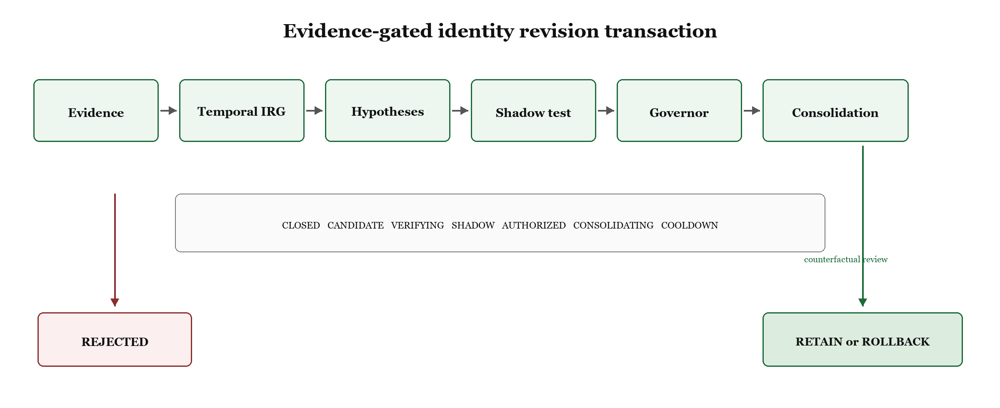 Evidence-gated identity revision transaction
Evidence
Temporal IRG
Hypotheses
Shadow test
Governor
Consolidation
CLOSED CANDIDATE VERIFYING SHADOW AUTHORIZED CONSOLIDATING COOLDOWN
counterfactual review
REJECTED
RETAIN or ROLLBACK